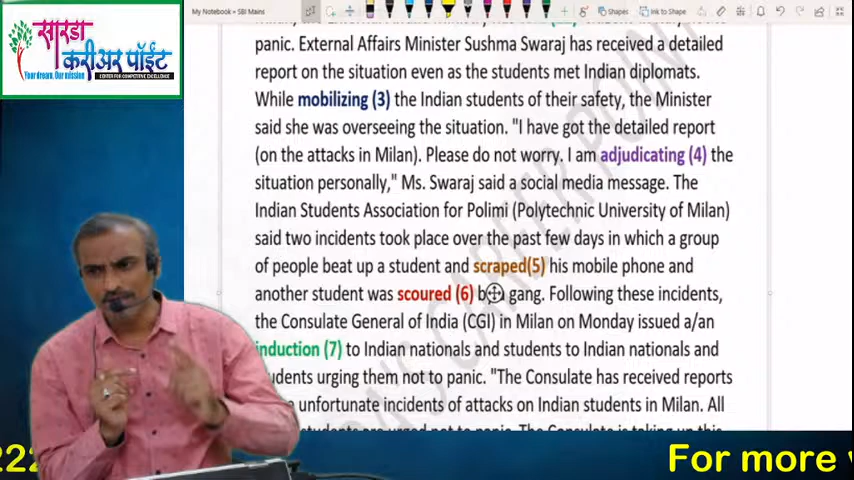 My Notebook » SBI Mains
Shapes
Ink to Shape
सारडा
करीअर पॉईंट
Your dream. Our mission
CENTER FOR COMPETITIVE EXCELLENCE
panic. External Affairs Minister Sushma Swaraj has received a detailed
report on the situation even as the students met Indian diplomats.
While mobilizing (3) the Indian students of their safety, the Minister
said she was overseeing the situation. "I have got the detailed report
(on the attacks in Milan). Please do not worry. I am adjudicating (4) the
situation personally," Ms. Swaraj said a social media message. The
Indian Students Association for Polimi (Polytechnic University of Milan)
said two incidents took place over the past few days in which a group
of people beat up a student and scraped(5) his mobile phone and
another student was scoured (6) gang. Following these incidents,
the Consulate General of India (CGI) in Milan on Monday issued a/an
induction (7) to Indian nationals and students to Indian nationals and
students urging them not to panic. "The Consulate has received reports
unfortunate incidents of attacks on Indian students in Milan. All
students are urged not to panic. The Consulate is taking up this
For more